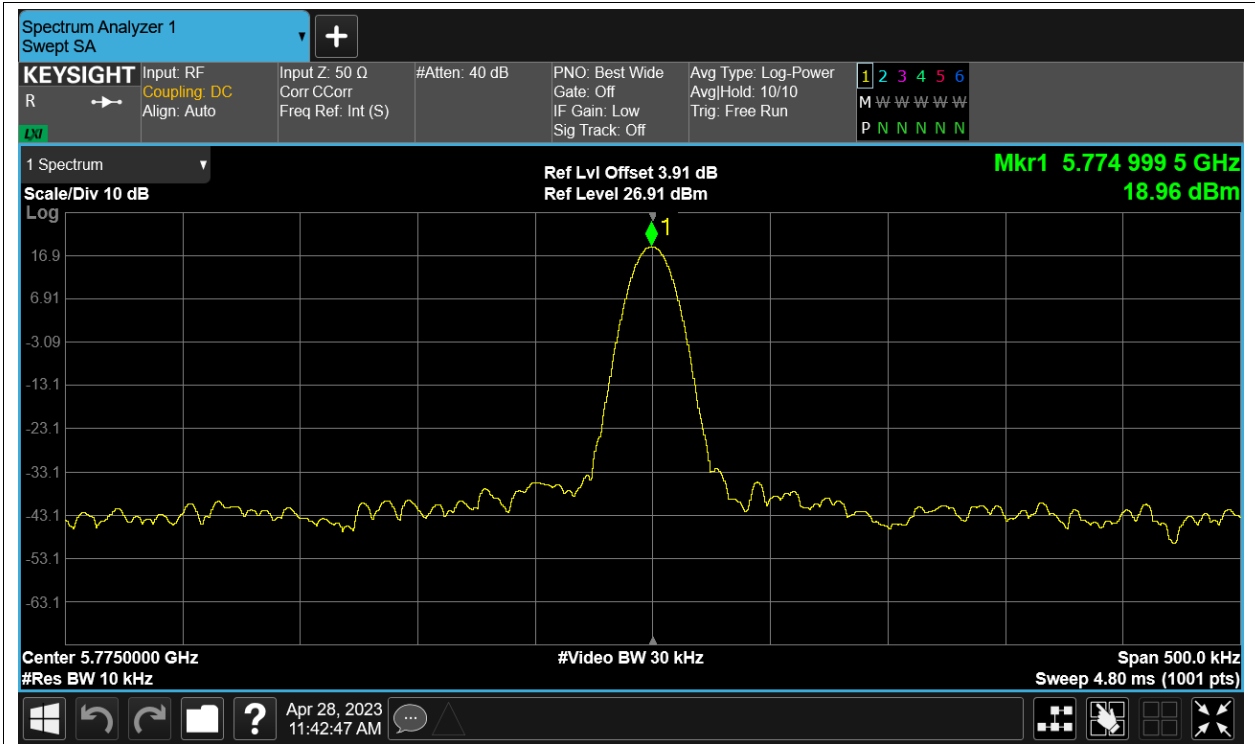 Spectrum Analyzer 1
Swept SA
KEYSIGHT
R
LXI
Input: RF
Coupling: DC
Align: Auto
Input Z: 50 Ω
Corr CCorr
Freq Ref: Int (S)
#Atten: 40 dB
PNO: Best Wide
Gate: Off
IF Gain: Low
Sig Track: Off
Avg Type: Log-Power
Avg|Hold: 10/10
Trig: Free Run
1 2 3 4 5 6
M W W W W W W
P N N N N N
1 Spectrum
Scale/Div 10 dB
Log
Ref Lvl Offset 3.91 dB
Ref Level 26.91 dBm
Mkr1 5.774 999 5 GHz
18.96 dBm
1
16.9
6.91
-3.09
-13.1
-23.1
-33.1
-43.1
-53.1
-63.1
Center 5.7750000 GHz
#Res BW 10 kHz
#Video BW 30 kHz
Span 500.0 kHz
Sweep 4.80 ms (1001 pts)
?
Apr 28, 2023
11:42:47 AM